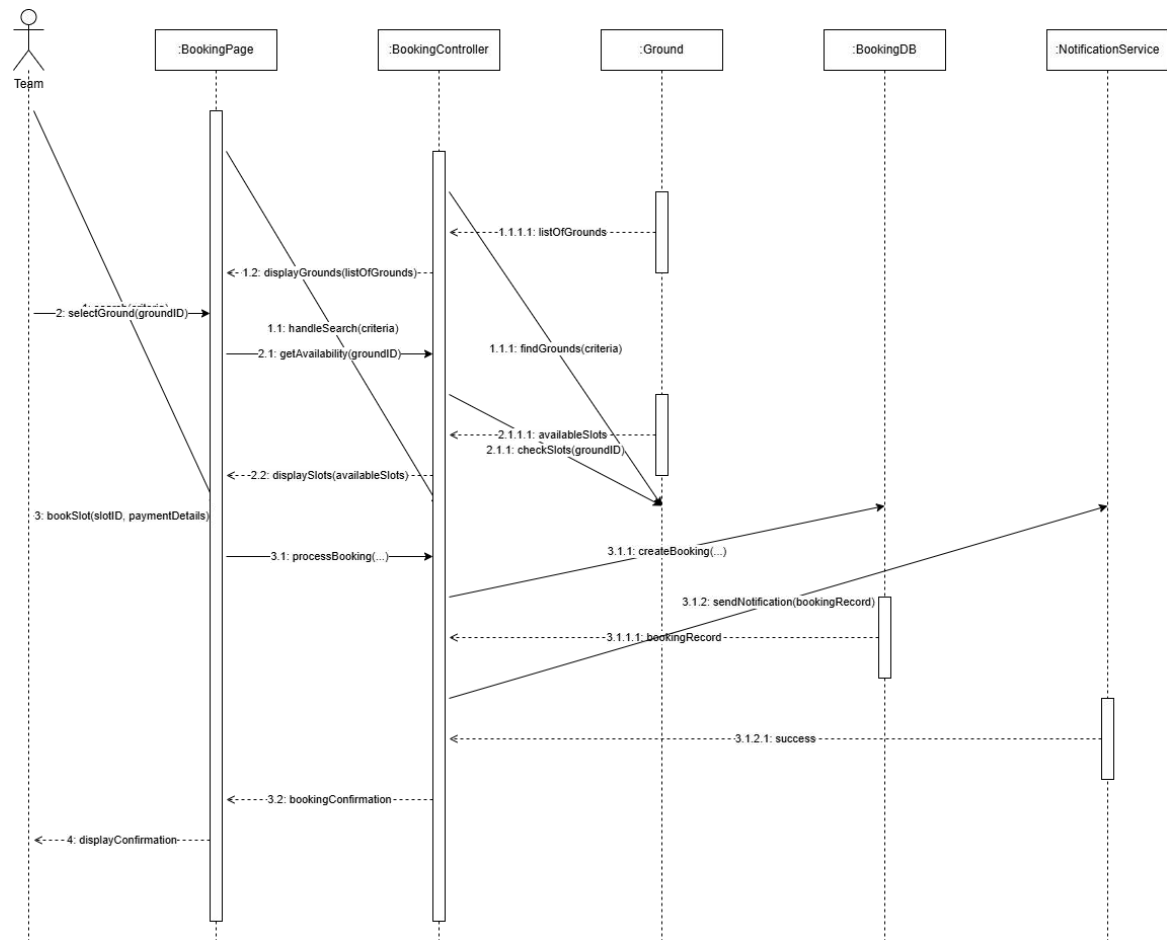 :BookingPage
:BookingController
:Ground
:BookingDB
:NotificationService
Team
1.1.1.1: listOfGrounds
1.2: displayGrounds(listOfGrounds)
1: search(criteria)
2: selectGround(groundID)
1.1: handleSearch(criteria)
1.1.1: findGrounds(criteria)
2.1: getAvailability(groundID)
2.1.1.1: availableSlots
2.1.1: checkSlots(groundID)
2.2: displaySlots(availableSlots)
3: bookSlot(slotID, paymentDetails)
3.1: processBooking(...)
3.1.1: createBooking(...)
3.1.2: sendNotification(bookingRecord)
3.1.1.1: bookingRecord
3.1.2.1: success
3.2: bookingConfirmation
4: displayConfirmation